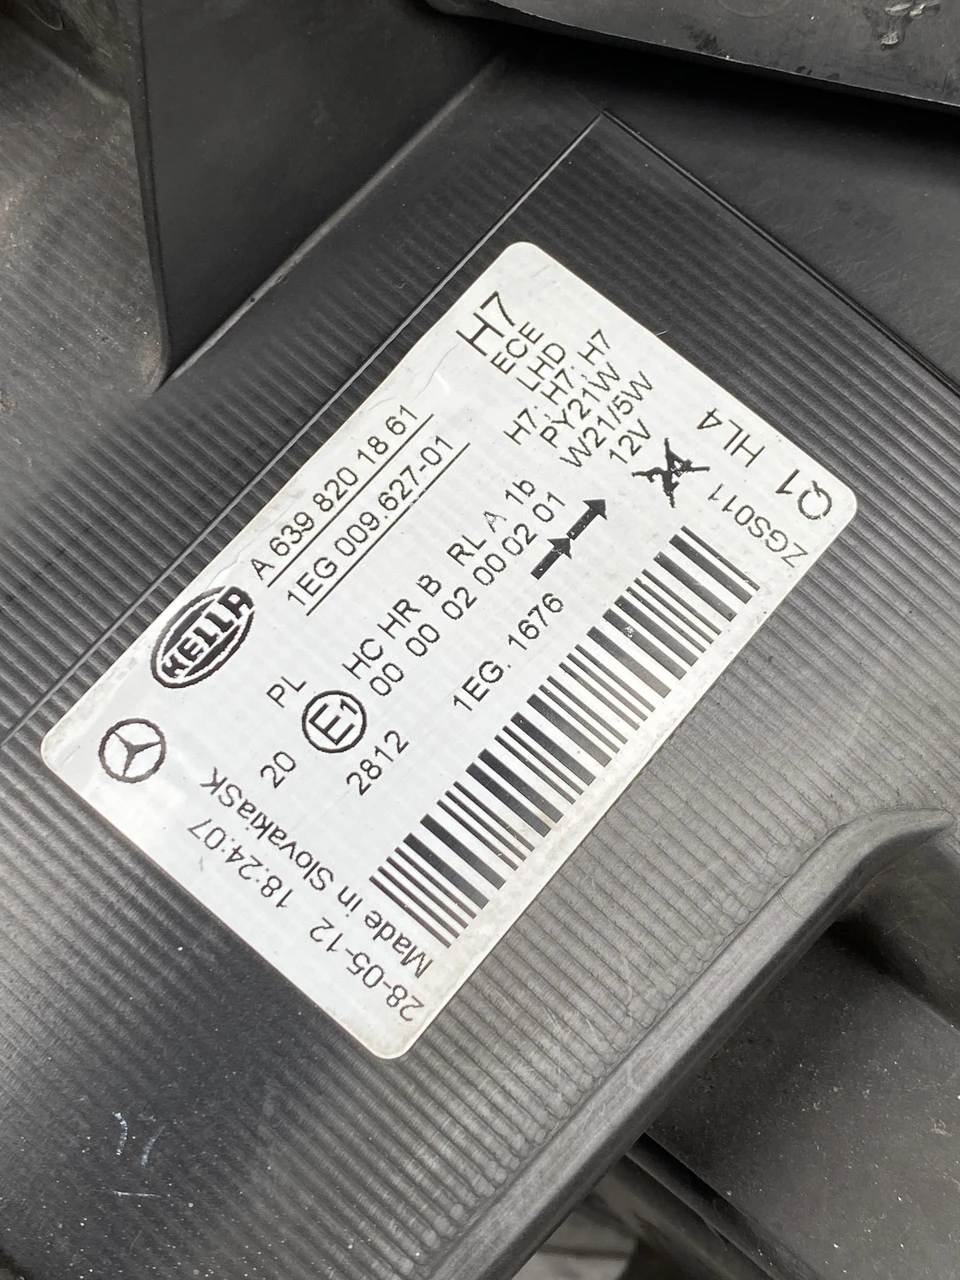 HELLA
A 639 820 18 61
1EG 009.627-01
H7
ECE
LHD
H7; H7; H7
PY21W
W21/5W
12V
PL
20
E1
HC HR B RL A 1b
00 00 02 00 02 01
2812
1EG. 1676
Made in SlovakiaSK
28-05-12 18:24:07
ZGS011 HL4
Q1